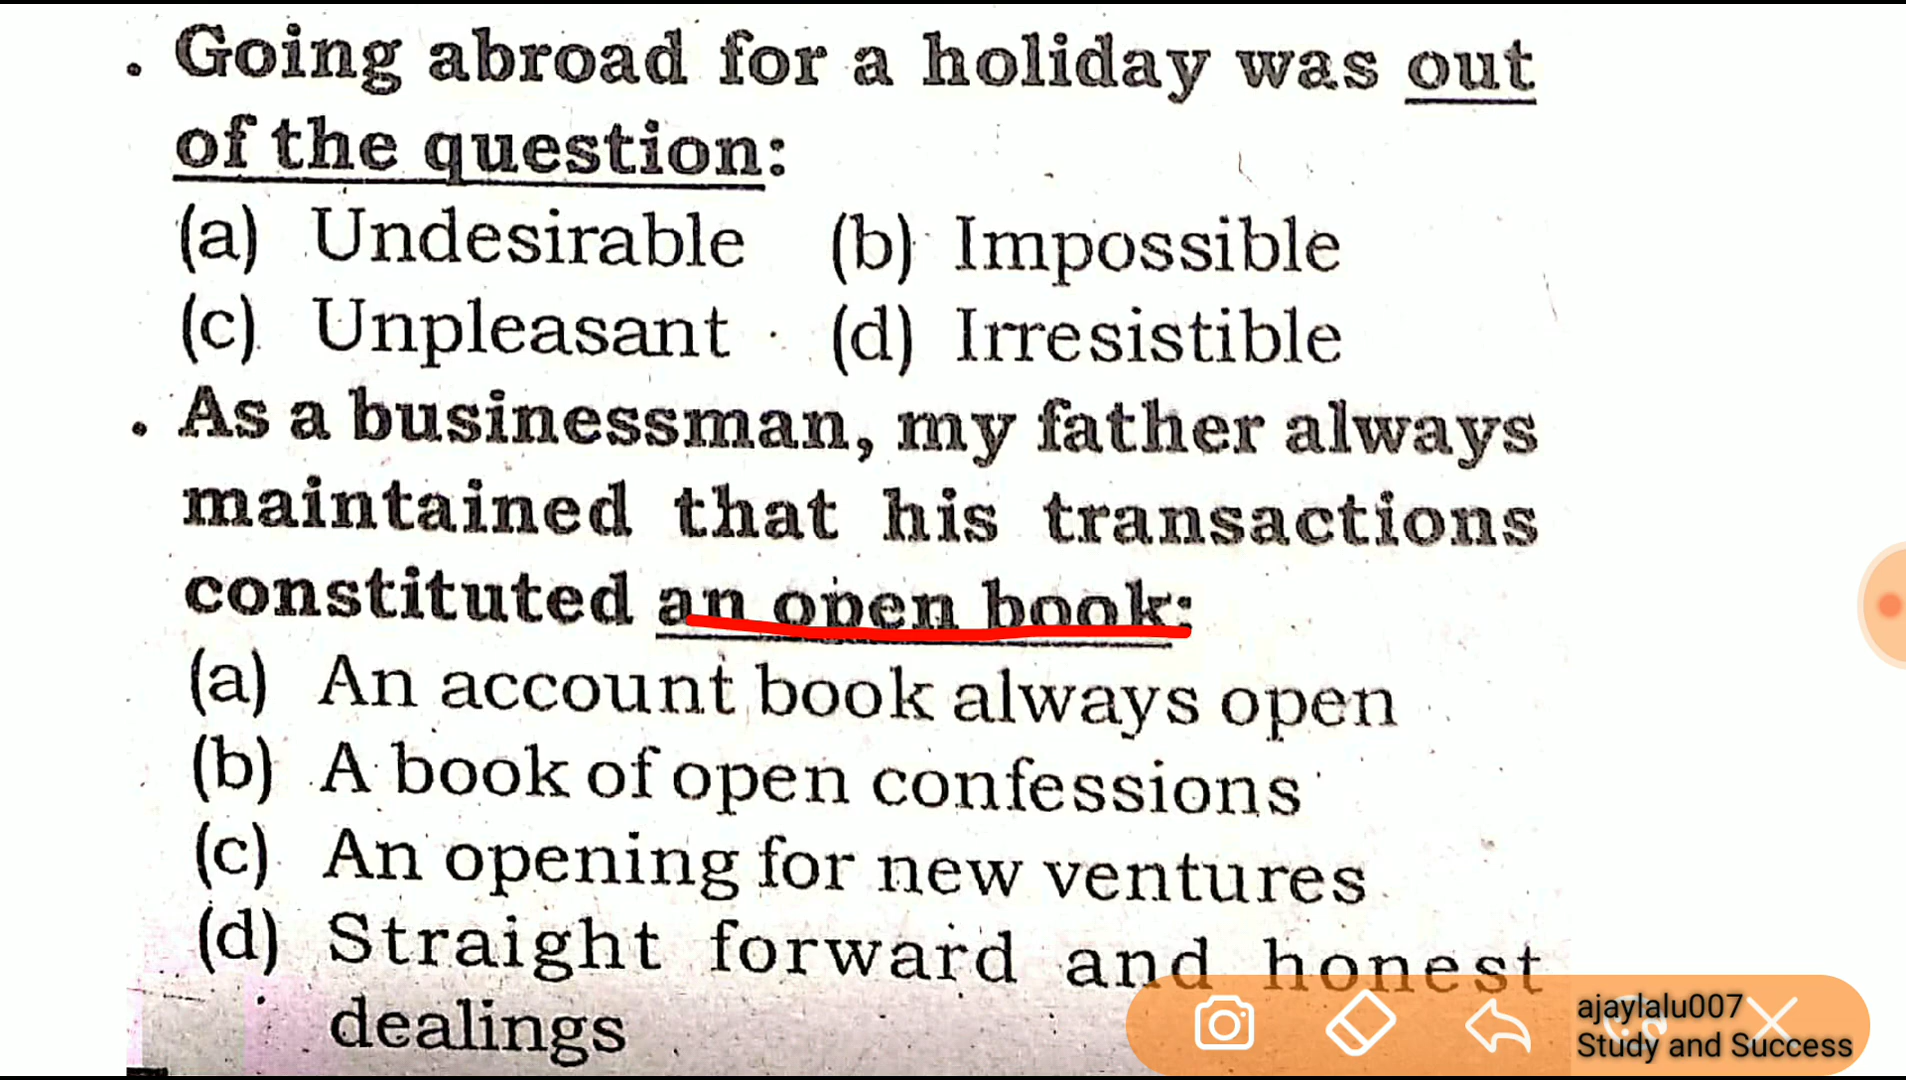 . Going abroad for a holiday was out
of the question:
(a) Undesirable (b) Impossible
(c) Unpleasant (d) Irresistible
. As a businessman, my father always
maintained that his transactions
constituted an open book:
(a) An account book always open
(b) A book of open confessions
(c) An opening for new ventures
(d) Straight forward and honest
dealings
ajaylalu007
Study and Success